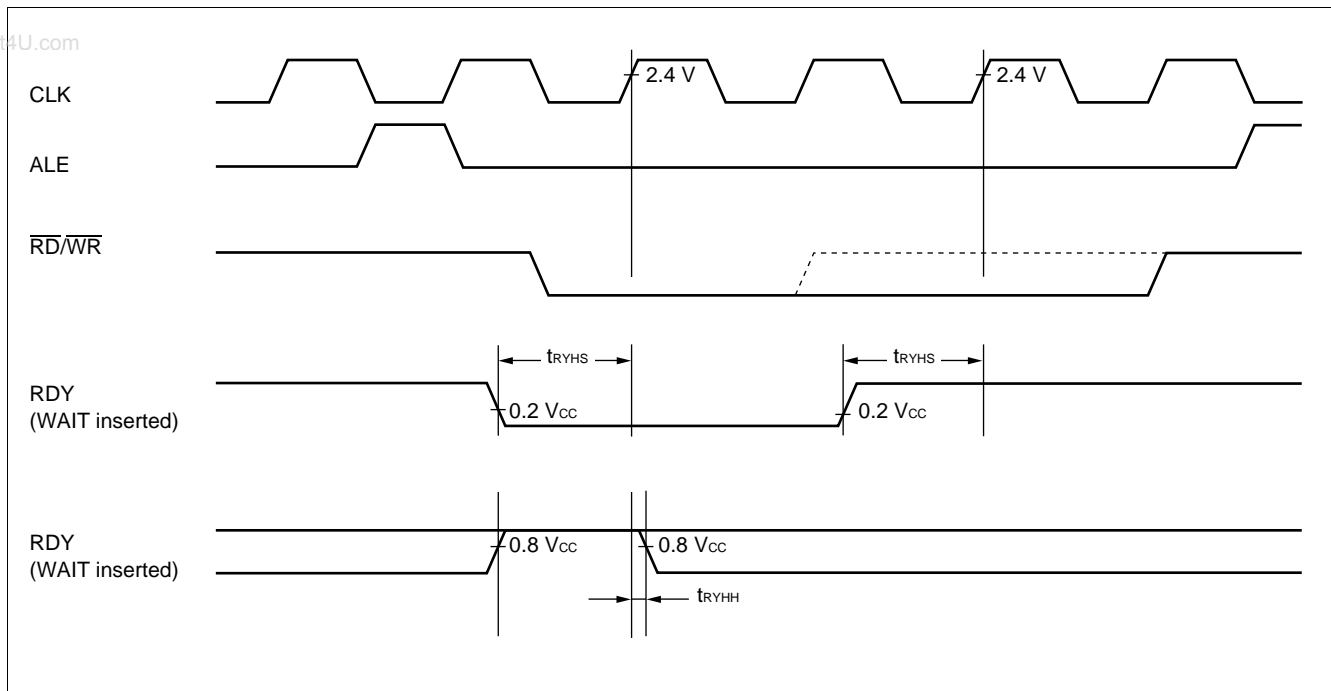 t4U.com
CLK
2.4 V
2.4 V
ALE
RD/WR
tRYHS
tRYHS
RDY
(WAIT inserted)
0.2 VCC
0.2 VCC
RDY
(WAIT inserted)
0.8 VCC
0.8 VCC
tRYHH